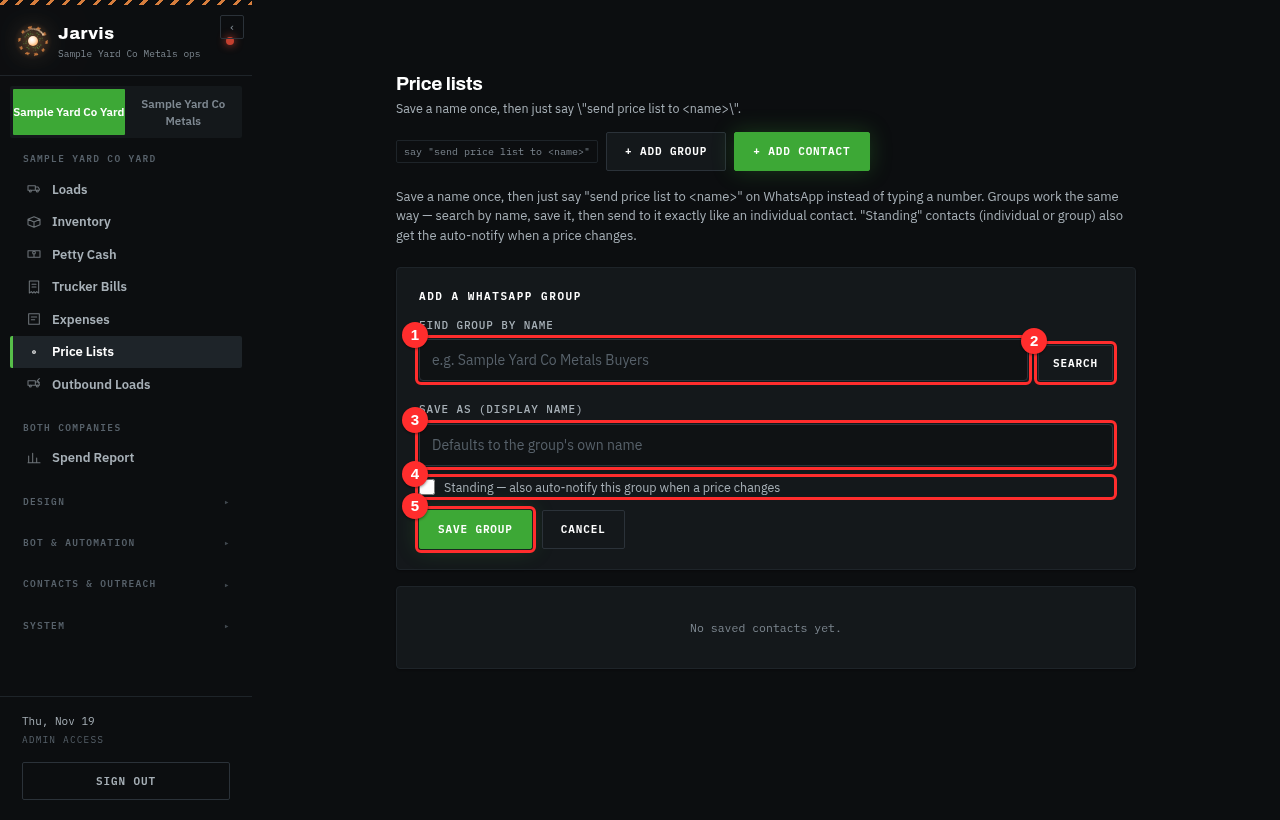 Jarvis
Sample Yard Co Metals ops
‹
Sample Yard Co Yard
Sample Yard Co
Metals
SAMPLE YARD CO YARD
Loads
Inventory
Petty Cash
Trucker Bills
Expenses
Price Lists
Outbound Loads
BOTH COMPANIES
Spend Report
DESIGN
BOT & AUTOMATION
CONTACTS & OUTREACH
SYSTEM
Thu, Nov 19
ADMIN ACCESS
SIGN OUT
Price lists
Save a name once, then just say \"send price list to <name>\".
say "send price list to <name>"
+ ADD GROUP
+ ADD CONTACT
Save a name once, then just say "send price list to <name>" on WhatsApp instead of typing a number. Groups work the same
way — search by name, save it, then send to it exactly like an individual contact. "Standing" contacts (individual or group) also
get the auto-notify when a price changes.
ADD A WHATSAPP GROUP
FIND GROUP BY NAME
1
e.g. Sample Yard Co Metals Buyers
2
SEARCH
SAVE AS (DISPLAY NAME)
3
Defaults to the group's own name
4
Standing — also auto-notify this group when a price changes
5
SAVE GROUP
CANCEL
No saved contacts yet.